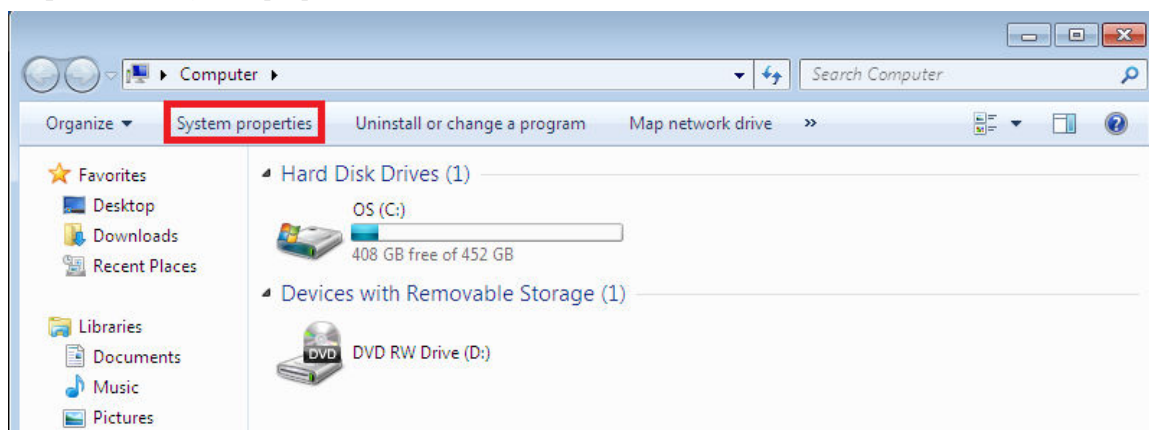 Computer
Search Computer
Organize System properties Uninstall or change a program Map network drive »
Favorites
Desktop
Downloads
Recent Places
Libraries
Documents
Music
Pictures
Hard Disk Drives (1)
OS (C:)
408 GB free of 452 GB
Devices with Removable Storage (1)
DVD
DVD RW Drive (D:)